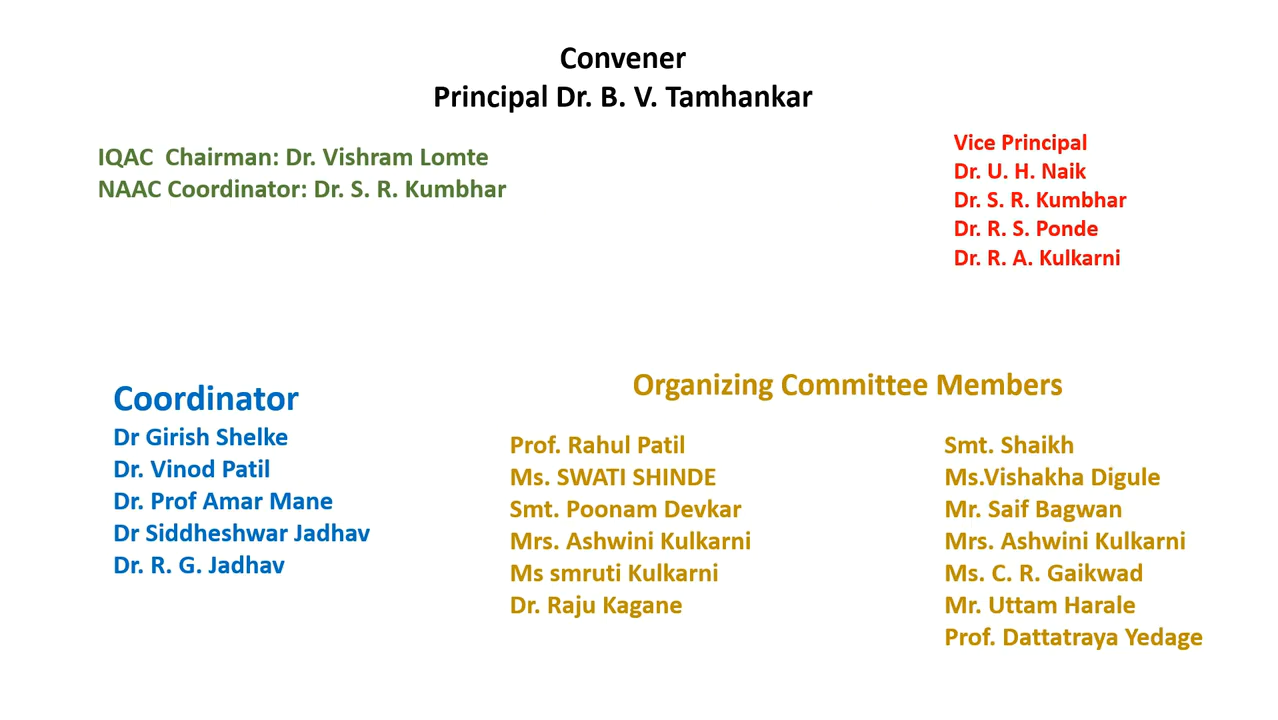 Convener
Principal Dr. B. V. Tamhankar
IQAC  Chairman: Dr. Vishram Lomte
NAAC Coordinator: Dr. S. R. Kumbhar
Vice Principal
Dr. U. H. Naik
Dr. S. R. Kumbhar
Dr. R. S. Ponde
Dr. R. A. Kulkarni
Coordinator
Dr Girish Shelke
Dr. Vinod Patil
Dr. Prof Amar Mane
Dr Siddheshwar Jadhav
Dr. R. G. Jadhav
Organizing Committee Members
Prof. Rahul Patil
Ms. SWATI SHINDE
Smt. Poonam Devkar
Mrs. Ashwini Kulkarni
Ms smruti Kulkarni
Dr. Raju Kagane
Smt. Shaikh
Ms.Vishakha Digule
Mr. Saif Bagwan
Mrs. Ashwini Kulkarni
Ms. C. R. Gaikwad
Mr. Uttam Harale
Prof. Dattatraya Yedage